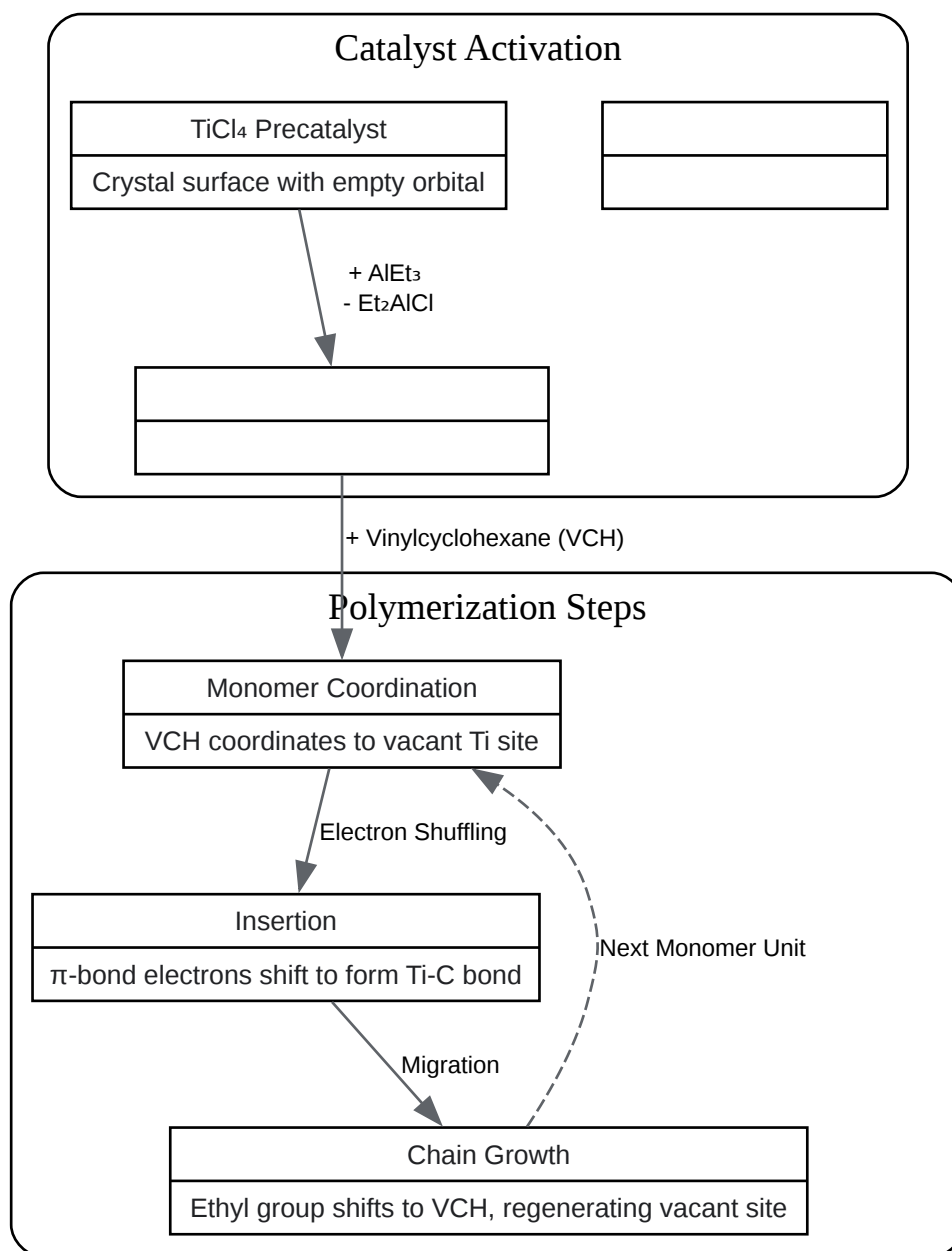 Catalyst Activation
TiCl₄ Precatalyst
Crystal surface with empty orbital
+ AlEt₃
- Et₂AlCl
+ Vinylcyclohexane (VCH)
Polymerization Steps
Monomer Coordination
VCH coordinates to vacant Ti site
Electron Shuffling
Insertion
π-bond electrons shift to form Ti-C bond
Next Monomer Unit
Migration
Chain Growth
Ethyl group shifts to VCH, regenerating vacant site